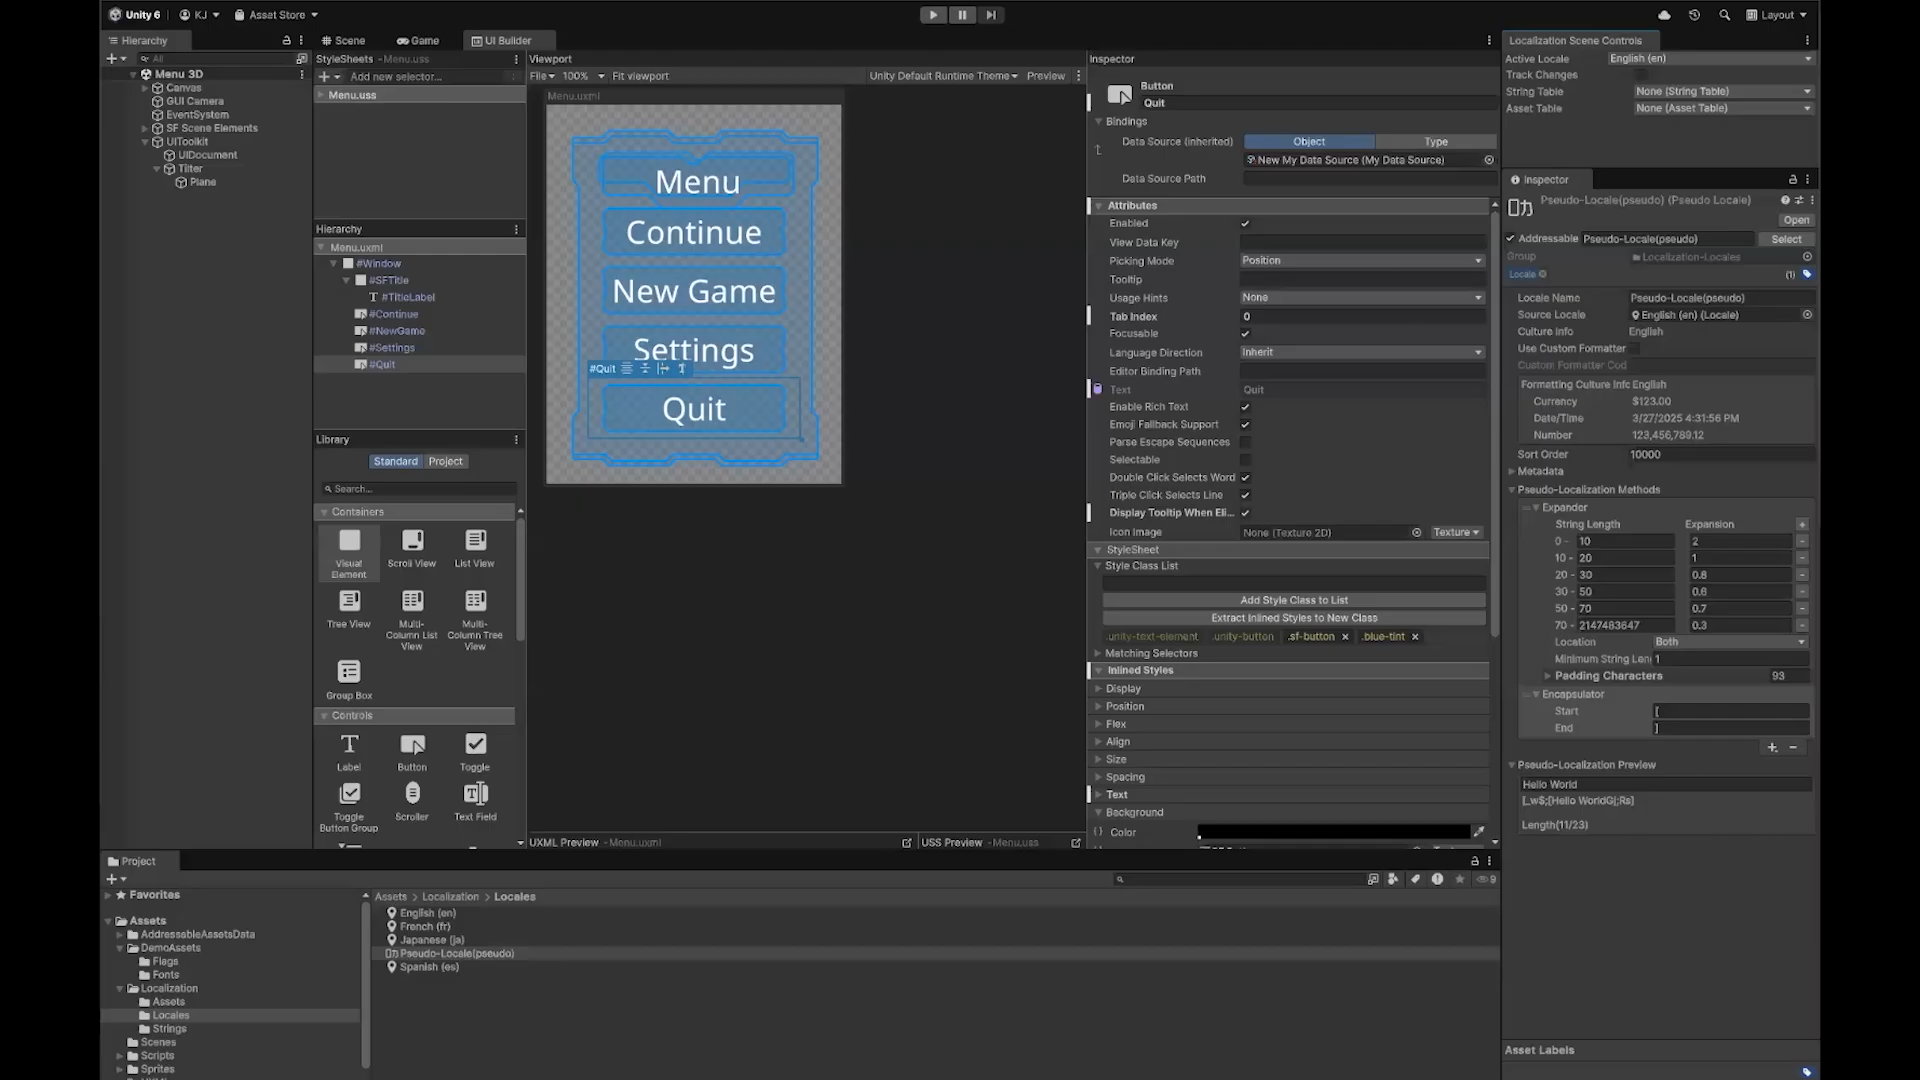 Unity 6 KJ Asset Store Layout
Hierarchy
All
Menu 3D
Canvas
GUI Camera
EventSystem
SF Scene Elements
UIToolkit
UIDocument
Tilter
Plane
Scene Game UI Builder
StyleSheets - Menu.uss
Add new selector...
Menu.uss
Hierarchy
Menu.uxml
#Window
#SFTitle
#TitleLabel
#Continue
#NewGame
#Settings
#Quit
Library
Standard Project
Search...
Containers
Visual Element
Scroll View
List View
Tree View
Multi-Column List View
Multi-Column Tree View
Group Box
Controls
Label
Button
Toggle
Toggle Button Group
Scroller
Text Field
Viewport
File 100% Fit viewport Unity Default Runtime Theme Preview
Menu.uxml
Menu
Continue
New Game
Settings
#Quit
Quit
UXML Preview - Menu.uxml USS Preview - Menu.uss
Inspector
Button
Quit
Bindings
Data Source (inherited) Object Type
New My Data Source (My Data Source)
Data Source Path
Attributes
Enabled
View Data Key
Picking Mode Position
Tooltip
Usage Hints None
Tab Index 0
Focusable
Language Direction Inherit
Editor Binding Path
Text Quit
Enable Rich Text
Emoji Fallback Support
Parse Escape Sequences
Selectable
Double Click Selects Word
Triple Click Selects Line
Display Tooltip When Eli...
Icon Image None (Texture 2D) Texture
StyleSheet
Style Class List
Add Style Class to List
Extract Inlined Styles to New Class
.unity-text-element .unity-button .sf-button .blue-tint
Matching Selectors
Inlined Styles
Display
Position
Flex
Align
Size
Spacing
Text
Background
Color
Localization Scene Controls
Active Locale English (en)
Track Changes
String Table None (String Table)
Asset Table None (Asset Table)
Inspector
Pseudo-Locale(pseudo) (Pseudo Locale)
Open
Addressable Pseudo-Locale(pseudo) Select
Group Localization-Locales
Locale (1)
Locale Name Pseudo-Locale(pseudo)
Source Locale English (en) (Locale)
Culture Info English
Use Custom Formatter
Custom Formatter Cod
Formatting Culture Info English
Currency $123.00
Date/Time 3/27/2025 4:31:56 PM
Number 123,456,789.12
Sort Order 10000
Metadata
Pseudo-Localization Methods
Expander
String Length Expansion
0 - 10 2
10 - 20 1
20 - 30 0.8
30 - 50 0.6
50 - 70 0.7
70 - 2147483647 0.3
Location Both
Minimum String Len 1
Padding Characters 93
Encapsulator
Start [
End ]
Pseudo-Localization Preview
Hello World
Length(11/23)
Asset Labels
Project
9
Favorites
Assets
AddressableAssetsData
DemoAssets
Flags
Fonts
Localization
Assets
Locales
Strings
Scenes
Scripts
Sprites
Assets > Localization > Locales
English (en)
French (fr)
Japanese (ja)
Pseudo-Locale(pseudo)
Spanish (es)